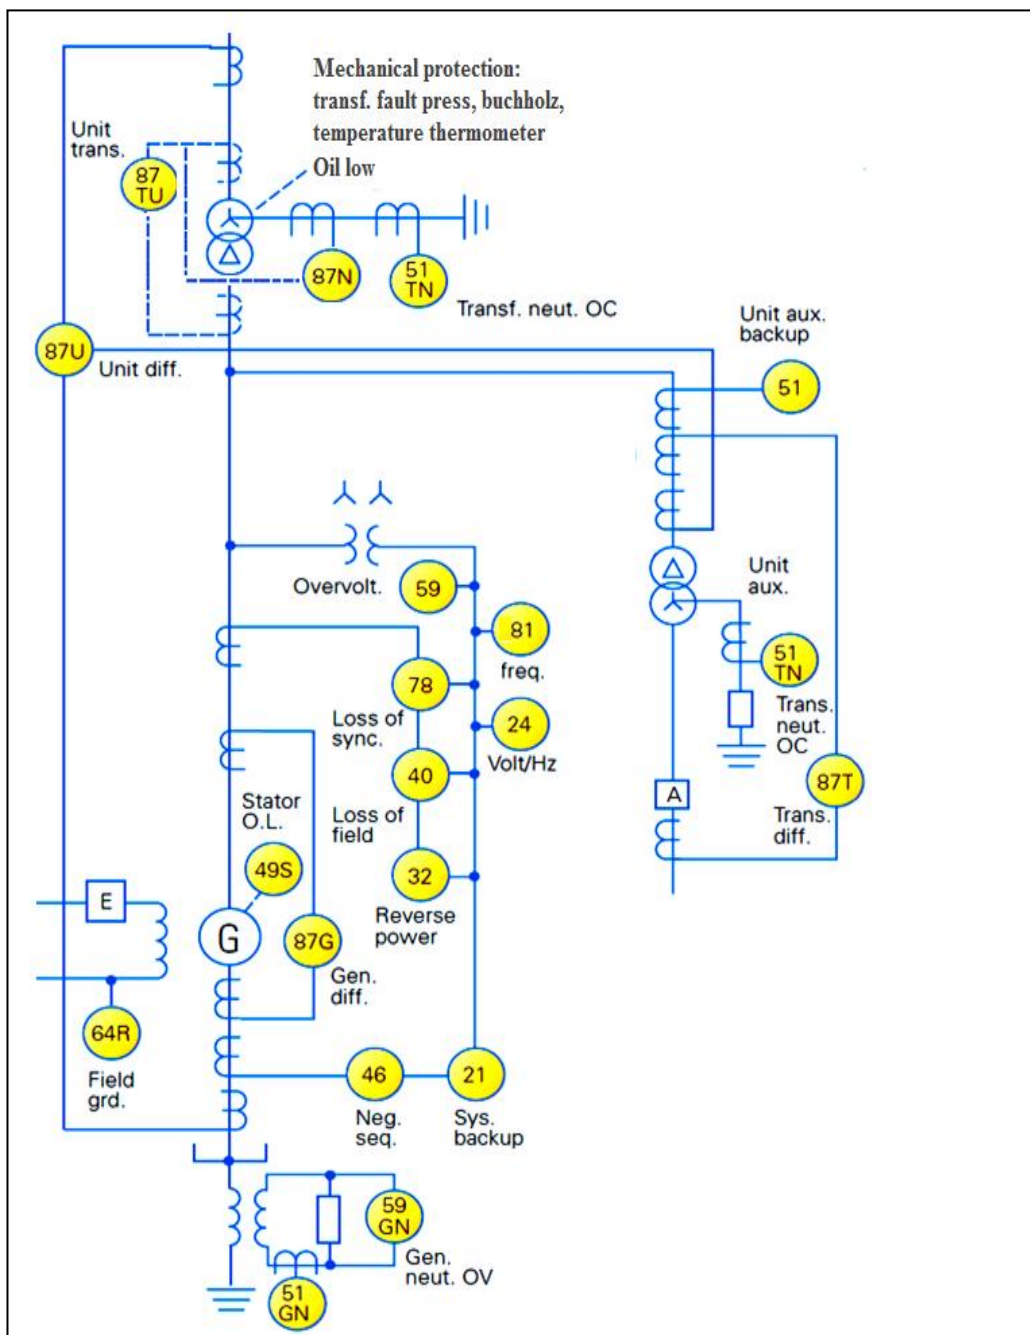 Mechanical protection:
transf. fault press, buchholz,
temperature thermometer
Oil low
Unit
trans.
87
TU
87N
51
TN
Transf. neut. OC
87U
Unit diff.
Unit aux.
backup
51
Overvolt.
59
81
freq.
78
Loss of
sync.
24
Volt/Hz
40
Loss of
field
32
Reverse
power
Unit
aux.
51
TN
Trans.
neut.
OC
A
87T
Trans.
diff.
Stator
O.L.
49S
E
G
87G
Gen.
diff.
64R
Field
grd.
46
Neg.
seq.
21
Sys.
backup
59
GN
Gen.
neut. OV
51
GN